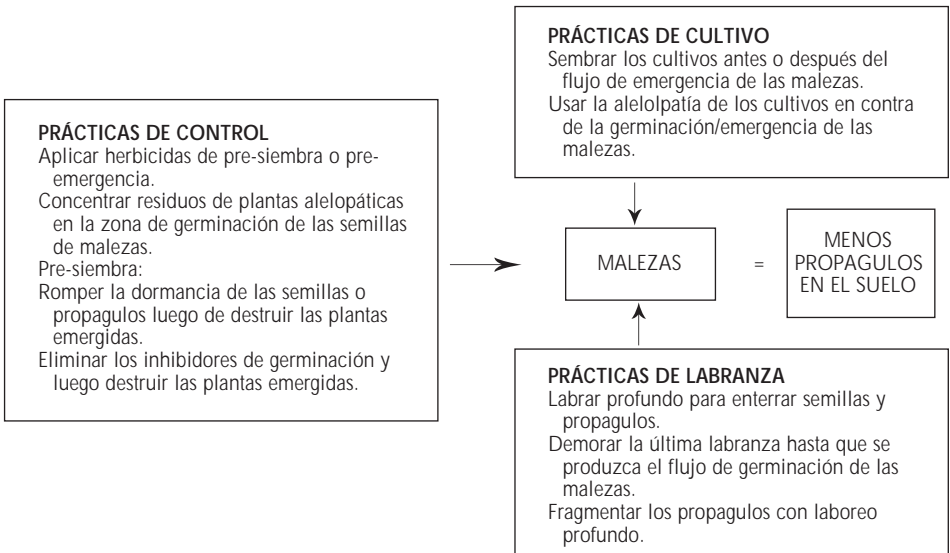 PRÁCTICAS DE CULTIVO
Sembrar los cultivos antes o después del
flujo de emergencia de las malezas.
Usar la alelolpatía de los cultivos en contra
de la germinación/emergencia de las
malezas.
PRÁCTICAS DE CONTROL
Aplicar herbicidas de pre-siembra o pre-
emergencia.
Concentrar residuos de plantas alelopáticas
en la zona de germinación de las semillas
de malezas.
Pre-siembra:
Romper la dormancia de las semillas o
propagulos luego de destruir las plantas
emergidas.
Eliminar los inhibidores de germinación y
luego destruir las plantas emergidas.
MALEZAS
=
MENOS
PROPAGULOS
EN EL SUELO
PRÁCTICAS DE LABRANZA
Labrar profundo para enterrar semillas y
propagulos.
Demorar la última labranza hasta que se
produzca el flujo de germinación de las
malezas.
Fragmentar los propagulos con laboreo
profundo.